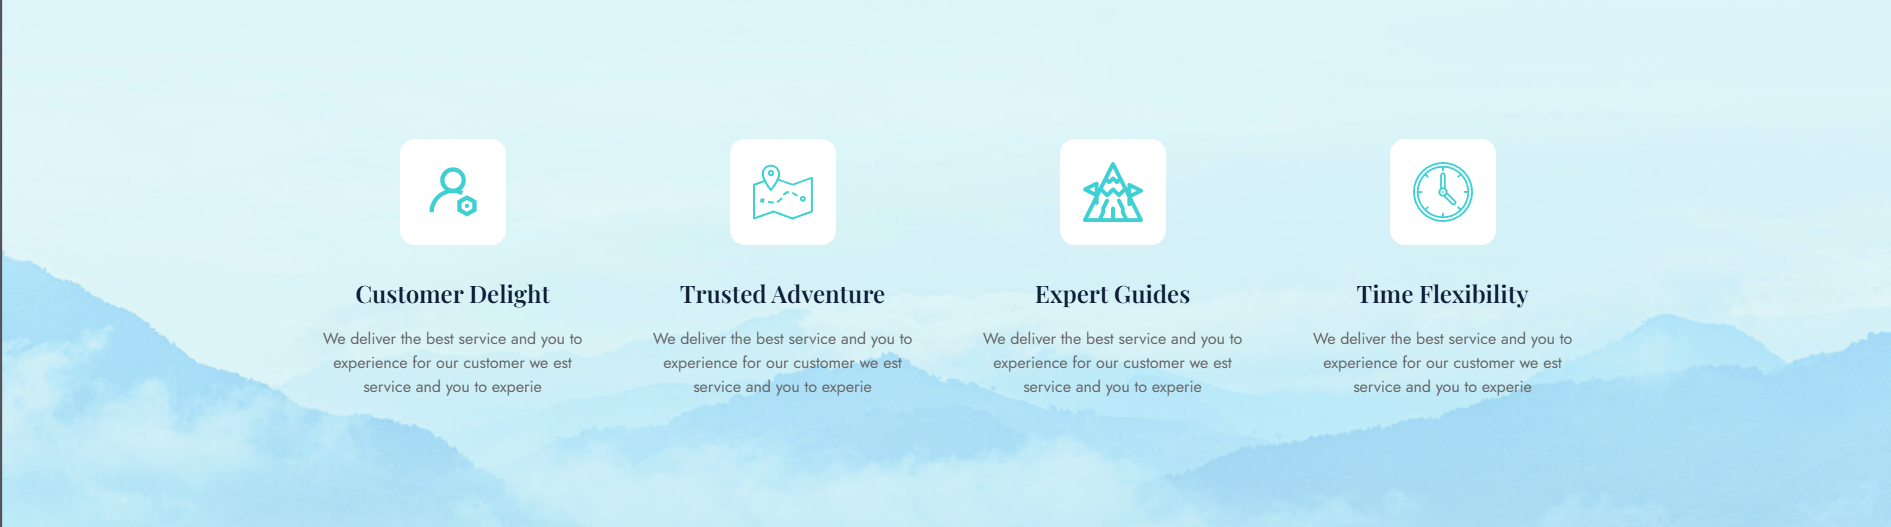 Customer Delight
We deliver the best service and you to
experience for our customer we est
service and you to experie
Trusted Adventure
We deliver the best service and you to
experience for our customer we est
service and you to experie
Expert Guides
We deliver the best service and you to
experience for our customer we est
service and you to experie
Time Flexibility
We deliver the best service and you to
experience for our customer we est
service and you to experie